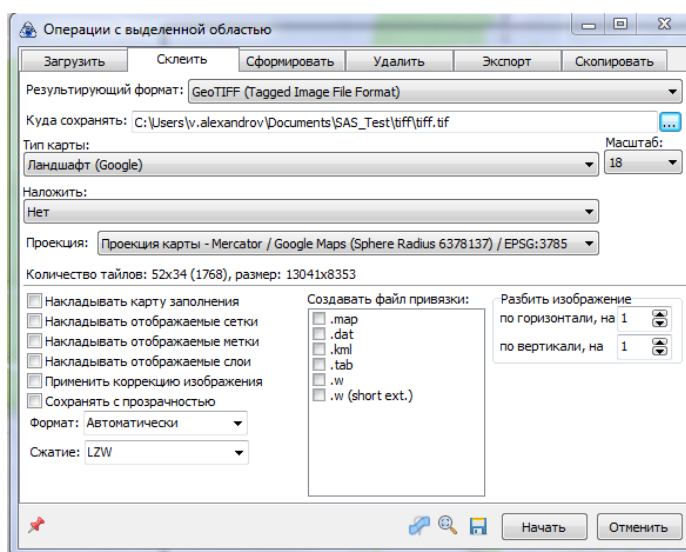 Операции с выделенной областью
Загрузить Склеить Сформировать Удалить Экспорт Скопировать
Результирующий формат: GeoTIFF (Tagged Image File Format)
Куда сохранять: C:\Users\v.alexandrov\Documents\SAS_Test\tiff\tiff.tif ...
Тип карты: Масштаб:
Ландшафт (Google) 18
Наложить:
Нет
Проекция: Проекция карты - Mercator / Google Maps (Sphere Radius 6378137) / EPSG:3785
Количество тайлов: 52x34 (1768), размер: 13041x8353
Накладывать карту заполнения
Накладывать отображаемые сетки
Накладывать отображаемые метки
Накладывать отображаемые слои
Применить коррекцию изображения
Сохранять с прозрачностью
Формат: Автоматически
Сжатие: LZW
Создавать файл привязки:
.map
.dat
.kml
.tab
.w
.w (short ext.)
Разбить изображение
по горизонтали, на 1
по вертикали, на 1
Начать Отменить